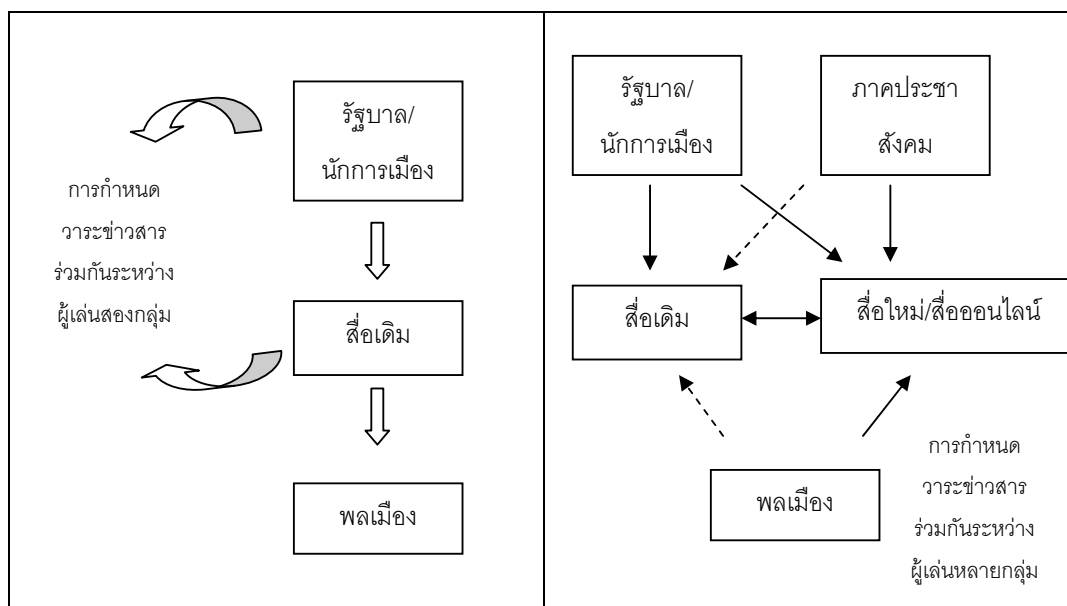 รัฐบาล/
นักการเมือง
การกำหนด
วาระข่าวสาร
ร่วมกันระหว่าง
ผู้เล่นสองกลุ่ม
สื่อเดิม
พลเมือง
รัฐบาล/
นักการเมือง
ภาคประชา
สังคม
สื่อเดิม
สื่อใหม่/สื่อออนไลน์
พลเมือง
การกำหนด
วาระข่าวสาร
ร่วมกันระหว่าง
ผู้เล่นหลายกลุ่ม